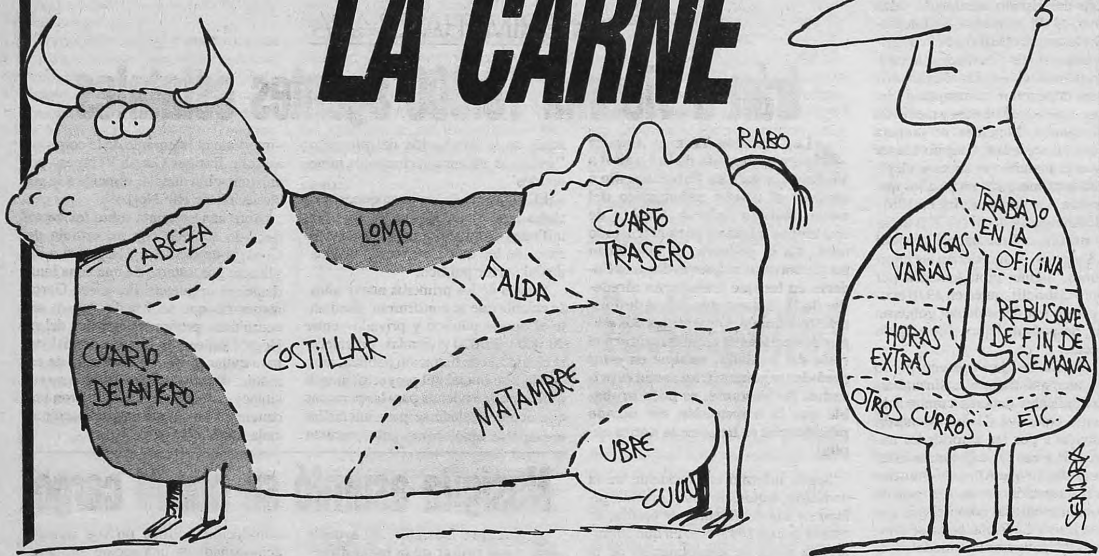 LA CARNE
RABO
CABEZA
LOMO
CUARTO
TRASERO
FALDA
CUARTO
DELANTERO
COSTILLAR
MATAMBRE
UBRE
CUUU
CHANGAS
VARIAS
TRABAJO
EN LA
OFICINA
HORAS
EXTRAS
REBUSQUE
DE FIN DE
SEMANA
OTROS CURROS
ETC.
SENDRA